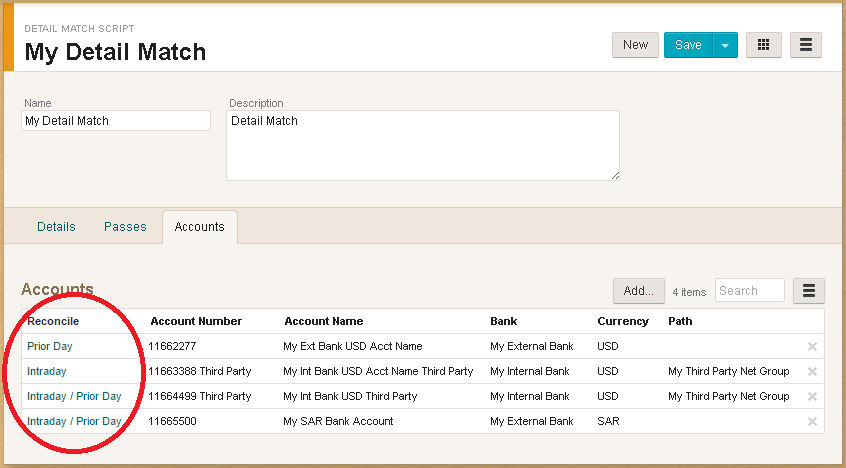 DETAIL MATCH SCRIPT
My Detail Match
New Save
Name Description
My Detail Match Detail Match
Details Passes Accounts
Accounts Add... 4 items Search
Reconcile Account Number Account Name Bank Currency Path
Prior Day 11662277 My Ext Bank USD Acct Name My External Bank USD
Intraday 11663388 Third Party My Int Bank USD Acct Name Third Party My Internal Bank USD My Third Party Net Group
Intraday / Prior Day 11664499 Third Party My Int Bank USD Third Party My Internal Bank USD My Third Party Net Group
Intraday / Prior Day 11665500 My SAR Bank Account My External Bank SAR